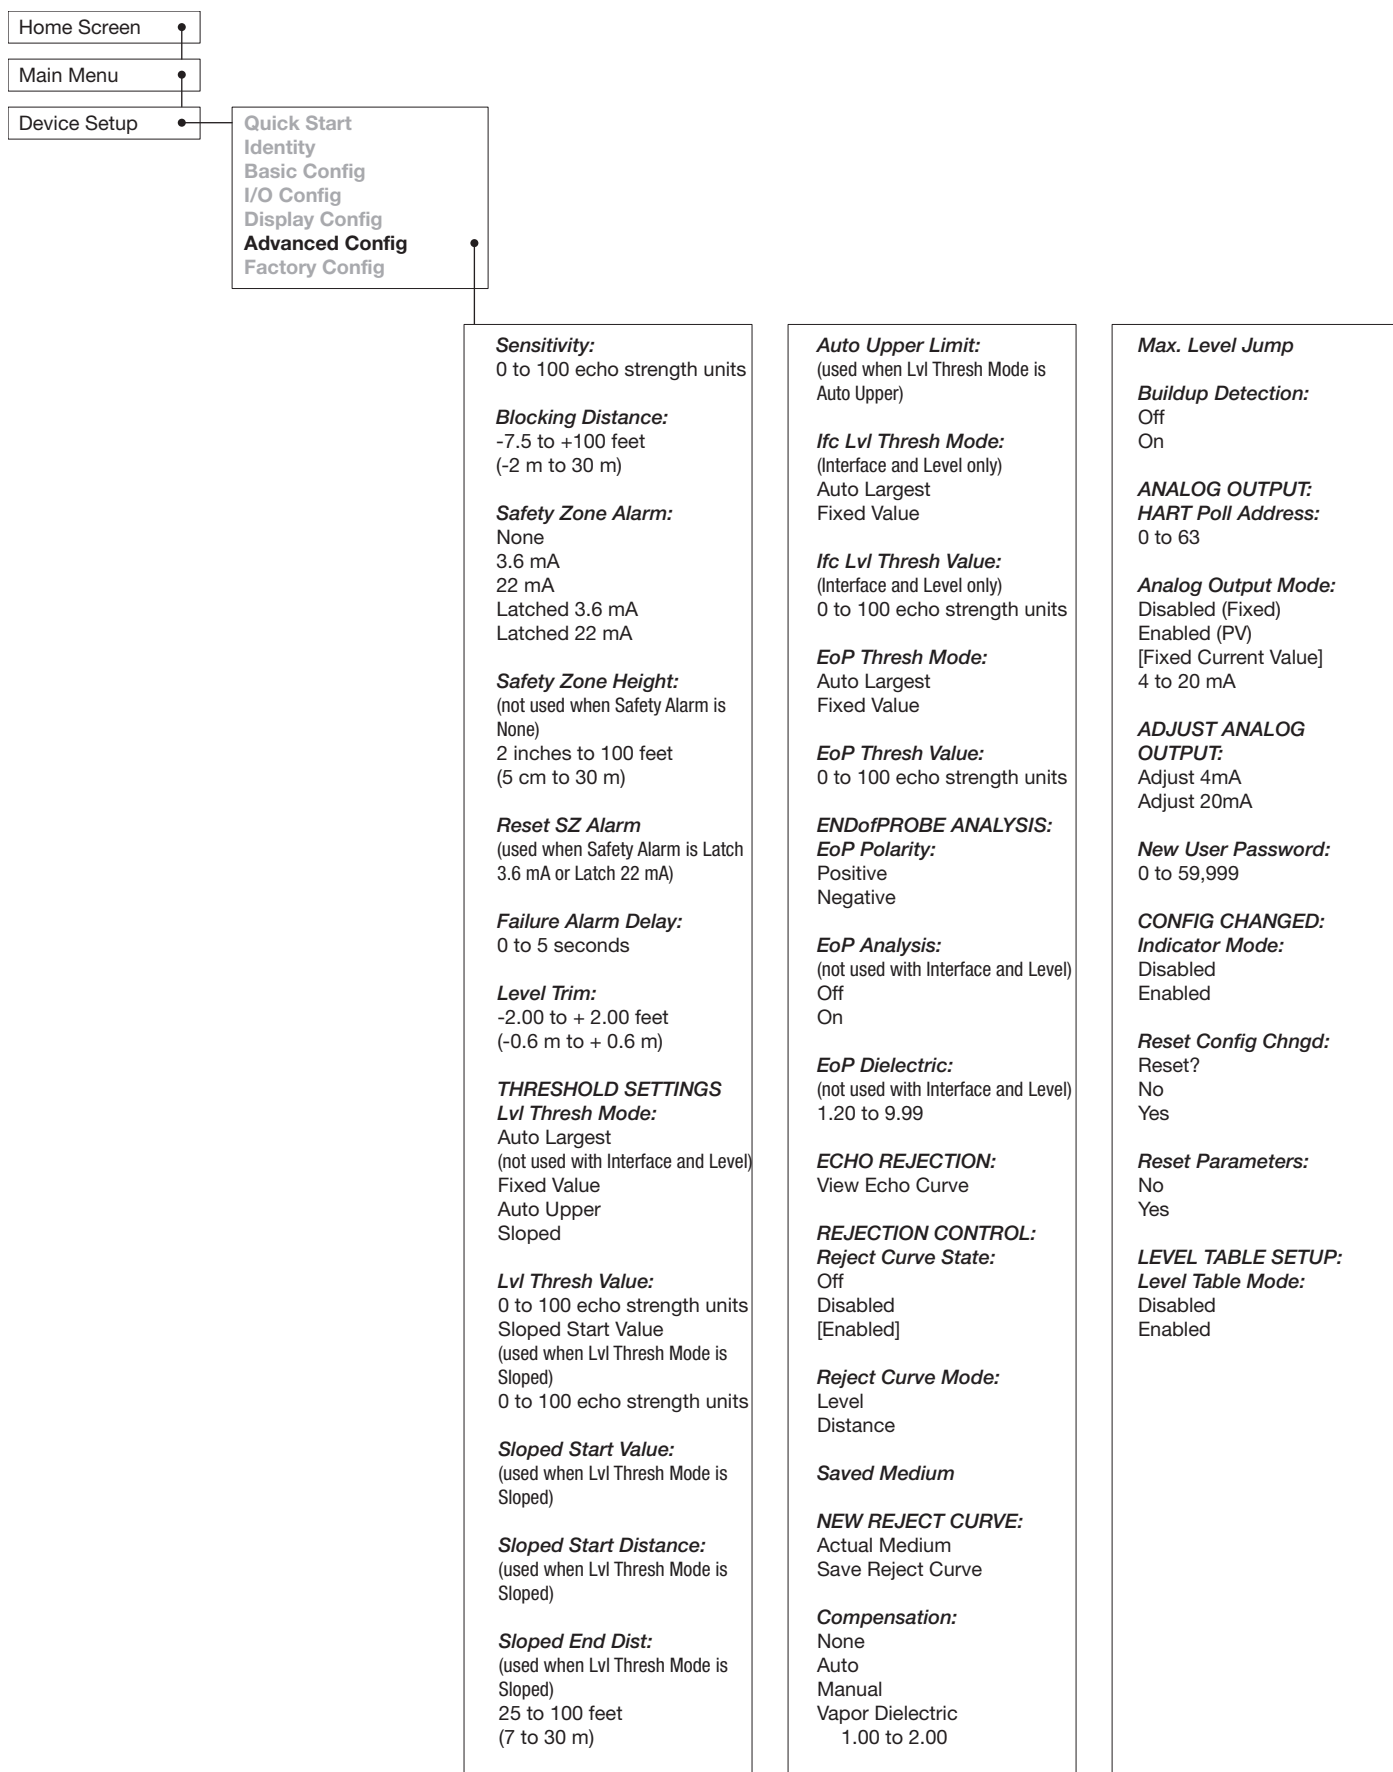 Home Screen
Main Menu
Device Setup
Quick Start
Identity
Basic Config
I/O Config
Display Config
Advanced Config
Factory Config
Sensitivity:
0 to 100 echo strength units
Blocking Distance:
-7.5 to +100 feet
(-2 m to 30 m)
Safety Zone Alarm:
None
3.6 mA
22 mA
Latched 3.6 mA
Latched 22 mA
Safety Zone Height:
(not used when Safety Alarm is
None)
2 inches to 100 feet
(5 cm to 30 m)
Reset SZ Alarm
(used when Safety Alarm is Latch
3.6 mA or Latch 22 mA)
Failure Alarm Delay:
0 to 5 seconds
Level Trim:
-2.00 to + 2.00 feet
(-0.6 m to + 0.6 m)
THRESHOLD SETTINGS
Lvl Thresh Mode:
Auto Largest
(not used with Interface and Level)
Fixed Value
Auto Upper
Sloped
Lvl Thresh Value:
0 to 100 echo strength units
Sloped Start Value
(used when Lvl Thresh Mode is
Sloped)
0 to 100 echo strength units
Sloped Start Value:
(used when Lvl Thresh Mode is
Sloped)
Sloped Start Distance:
(used when Lvl Thresh Mode is
Sloped)
Sloped End Dist:
(used when Lvl Thresh Mode is
Sloped)
25 to 100 feet
(7 to 30 m)
Auto Upper Limit:
(used when Lvl Thresh Mode is
Auto Upper)
Ifc Lvl Thresh Mode:
(Interface and Level only)
Auto Largest
Fixed Value
Ifc Lvl Thresh Value:
(Interface and Level only)
0 to 100 echo strength units
EoP Thresh Mode:
Auto Largest
Fixed Value
EoP Thresh Value:
0 to 100 echo strength units
ENDofPROBE ANALYSIS:
EoP Polarity:
Positive
Negative
EoP Analysis:
(not used with Interface and Level)
Off
On
EoP Dielectric:
(not used with Interface and Level)
1.20 to 9.99
ECHO REJECTION:
View Echo Curve
REJECTION CONTROL:
Reject Curve State:
Off
Disabled
[Enabled]
Reject Curve Mode:
Level
Distance
Saved Medium
NEW REJECT CURVE:
Actual Medium
Save Reject Curve
Compensation:
None
Auto
Manual
Vapor Dielectric
1.00 to 2.00
Max. Level Jump
Buildup Detection:
Off
On
ANALOG OUTPUT:
HART Poll Address:
0 to 63
Analog Output Mode:
Disabled (Fixed)
Enabled (PV)
[Fixed Current Value]
4 to 20 mA
ADJUST ANALOG
OUTPUT:
Adjust 4mA
Adjust 20mA
New User Password:
0 to 59,999
CONFIG CHANGED:
Indicator Mode:
Disabled
Enabled
Reset Config Chngd:
Reset?
No
Yes
Reset Parameters:
No
Yes
LEVEL TABLE SETUP:
Level Table Mode:
Disabled
Enabled